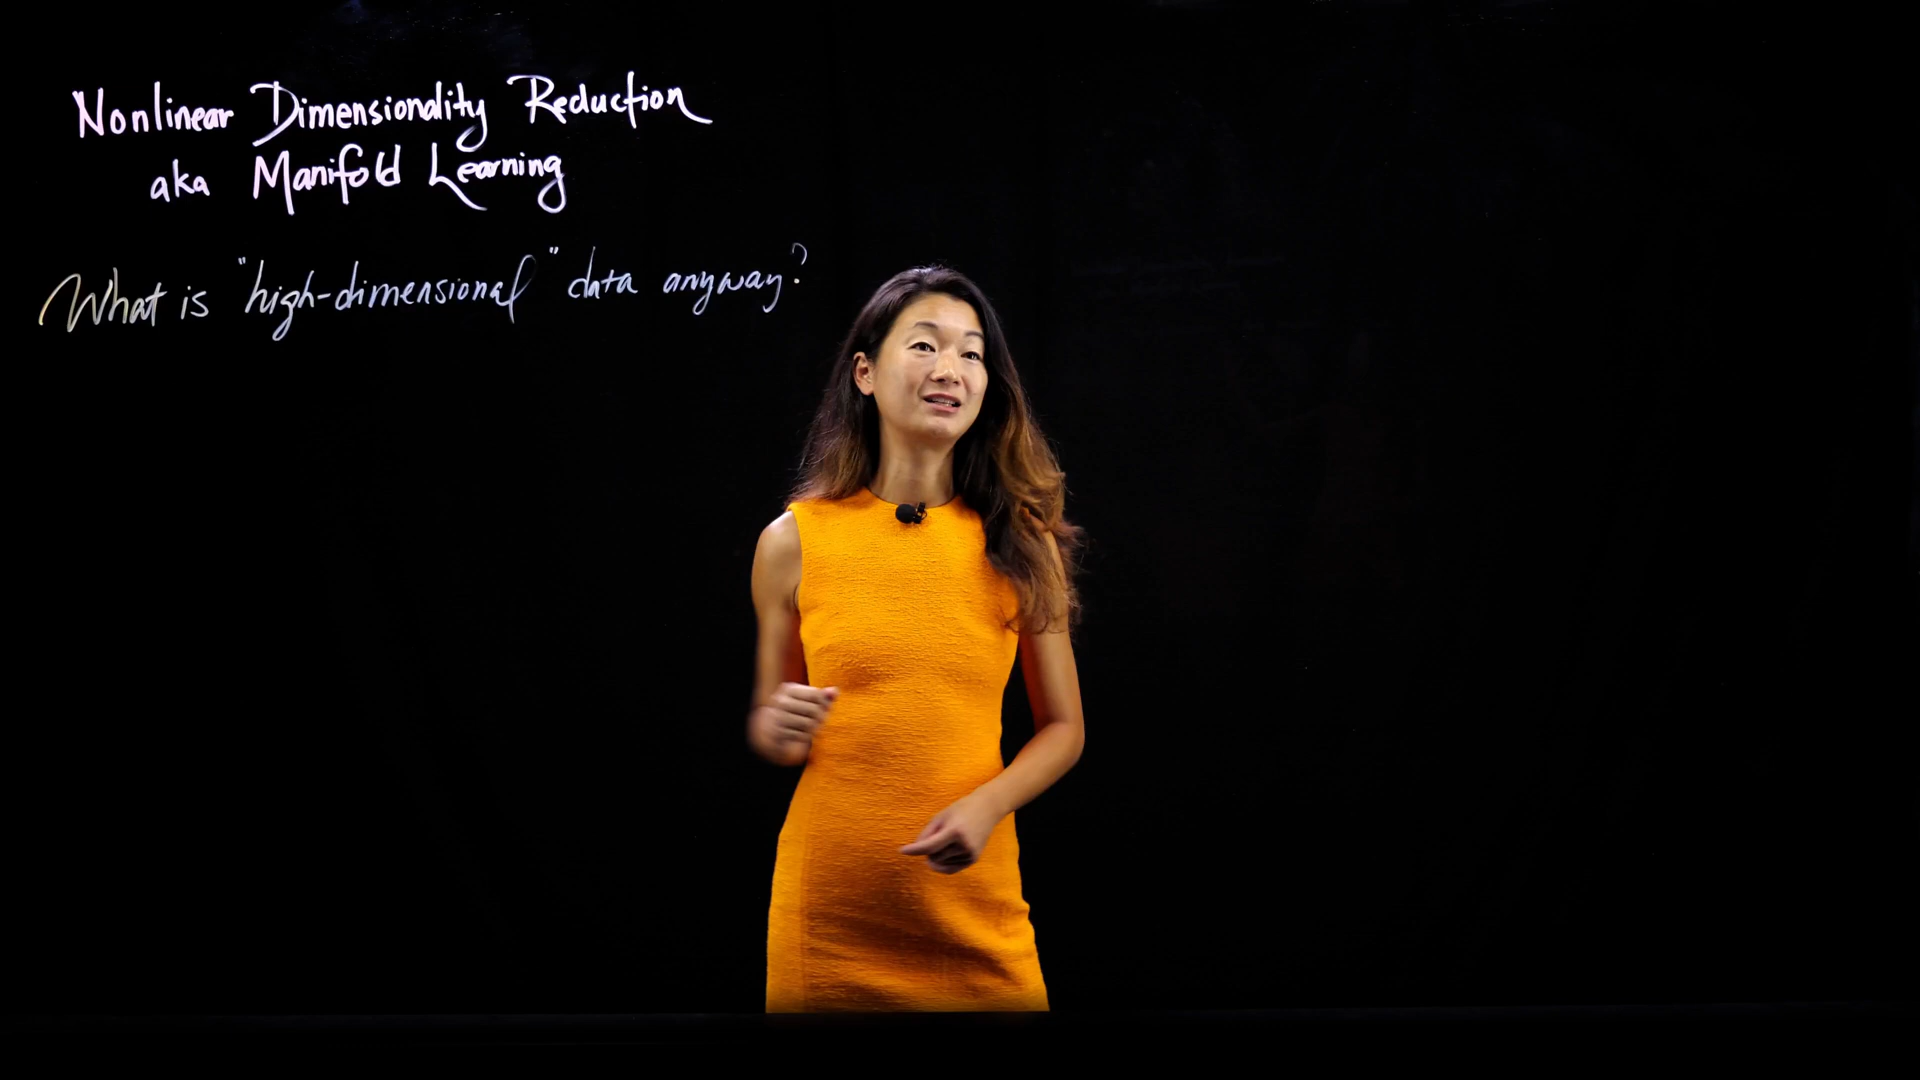 Nonlinear Dimensionality Reduction
aka Manifold Learning
What is "high-dimensional" data anyway?